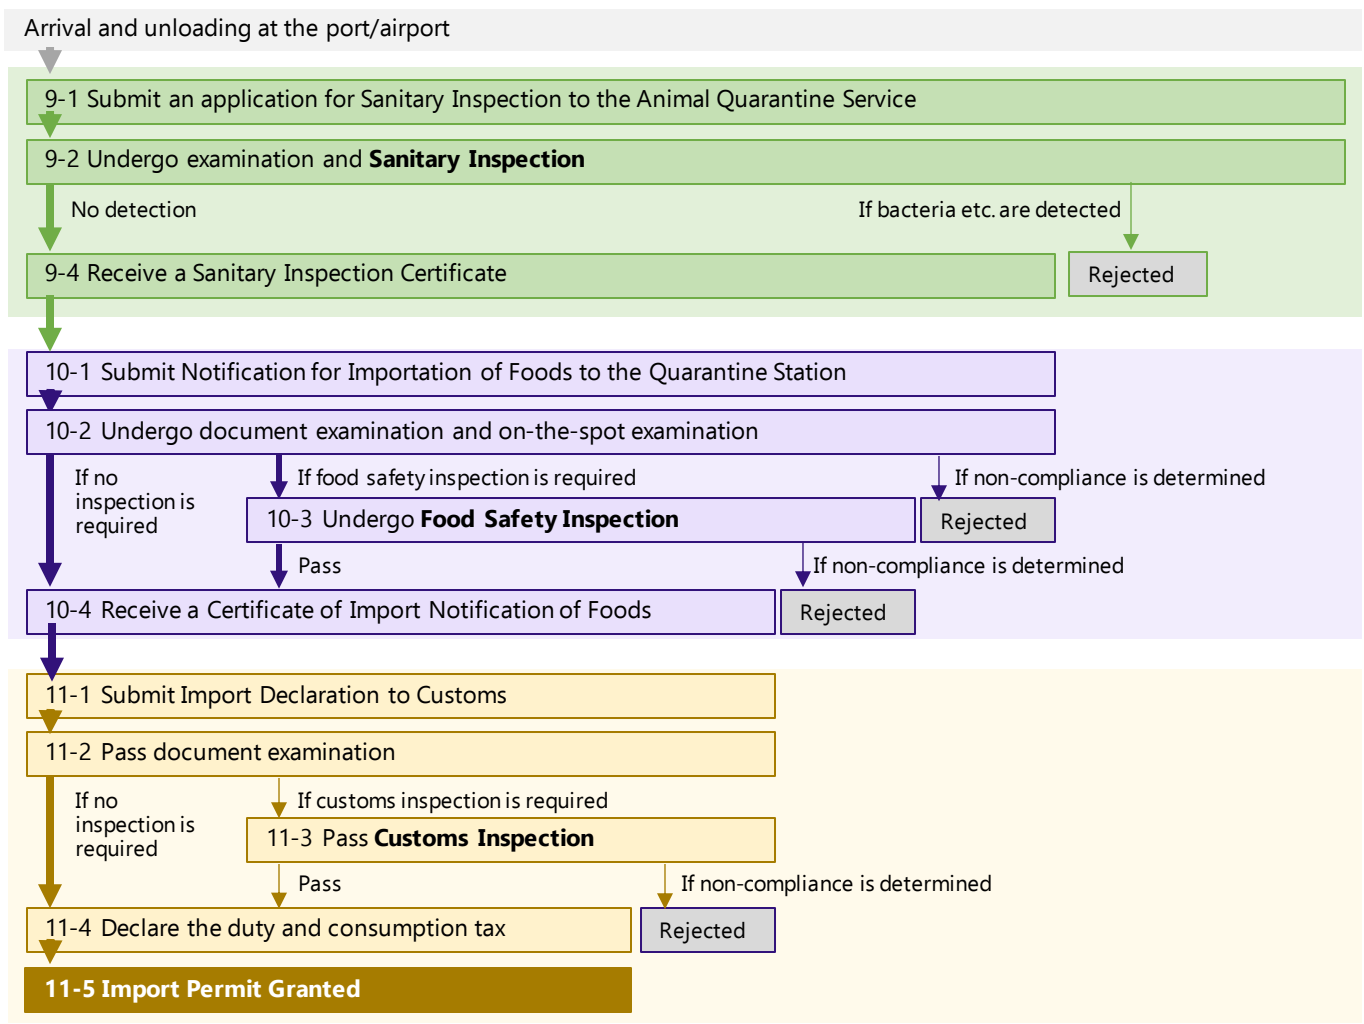 Arrival and unloading at the port/airport
9-1 Submit an application for Sanitary Inspection to the Animal Quarantine Service
9-2 Undergo examination and Sanitary Inspection
No detection
If bacteria etc. are detected
9-4 Receive a Sanitary Inspection Certificate
Rejected
10-1 Submit Notification for Importation of Foods to the Quarantine Station
10-2 Undergo document examination and on-the-spot examination
If no
inspection is
required
If food safety inspection is required
If non-compliance is determined
10-3 Undergo Food Safety Inspection
Rejected
Pass
If non-compliance is determined
10-4 Receive a Certificate of Import Notification of Foods
Rejected
11-1 Submit Import Declaration to Customs
11-2 Pass document examination
If no
inspection is
required
If customs inspection is required
11-3 Pass Customs Inspection
Pass
If non-compliance is determined
11-4 Declare the duty and consumption tax
Rejected
11-5 Import Permit Granted